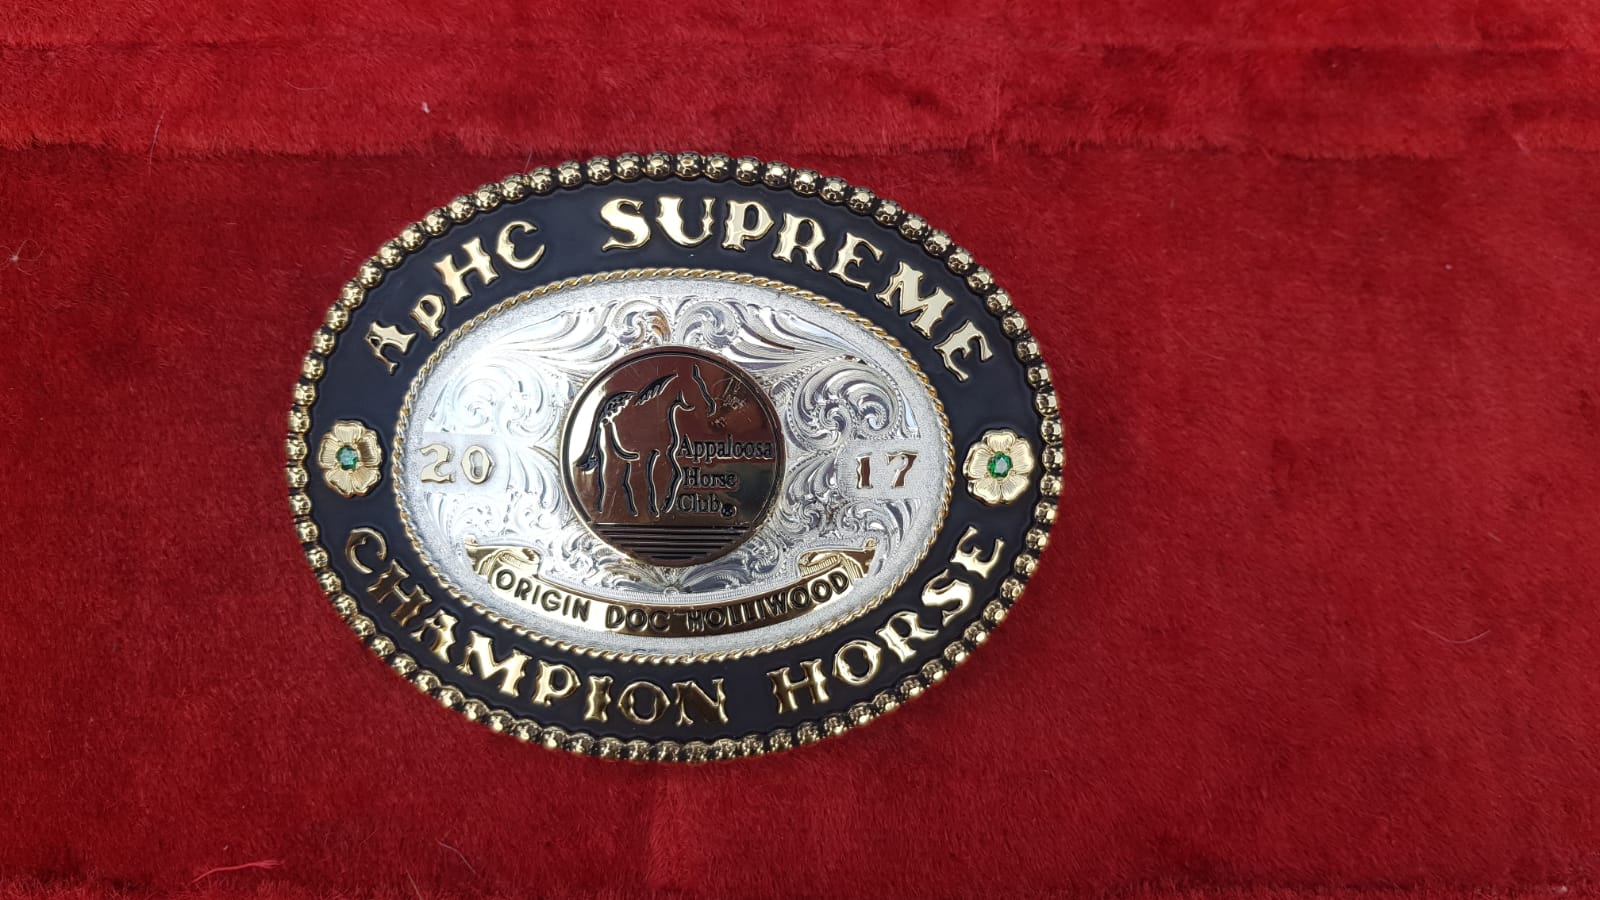 ApHC SUPREME
20 17
Appaloosa
Horse
Club®
ORIGIN DOC HOLLIWOOD
CHAMPION HORSE